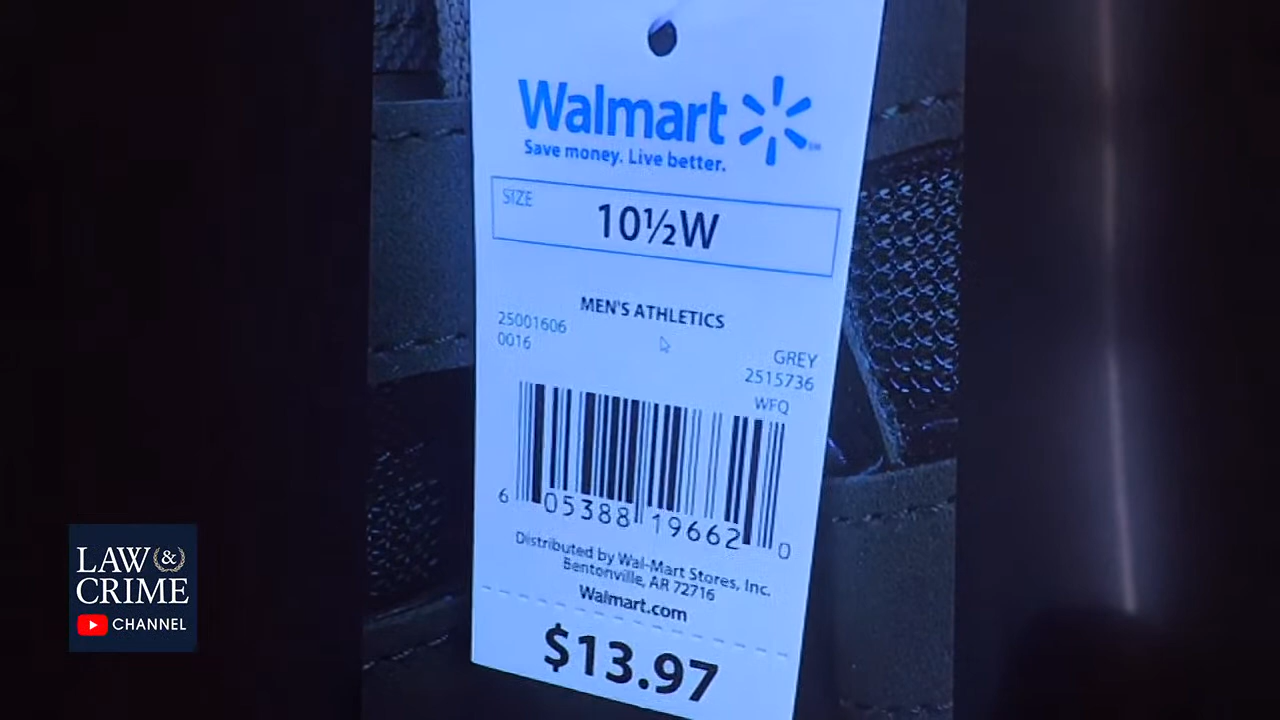 Walmart
Save money. Live better.
SIZE
10½W
MEN'S ATHLETICS
25001606
0016
GREY
2515736
WFQ
6 05388 19662 0
Distributed by Wal-Mart Stores, Inc.
Bentonville, AR 72716
Walmart.com
$13.97
LAW &
CRIME
CHANNEL